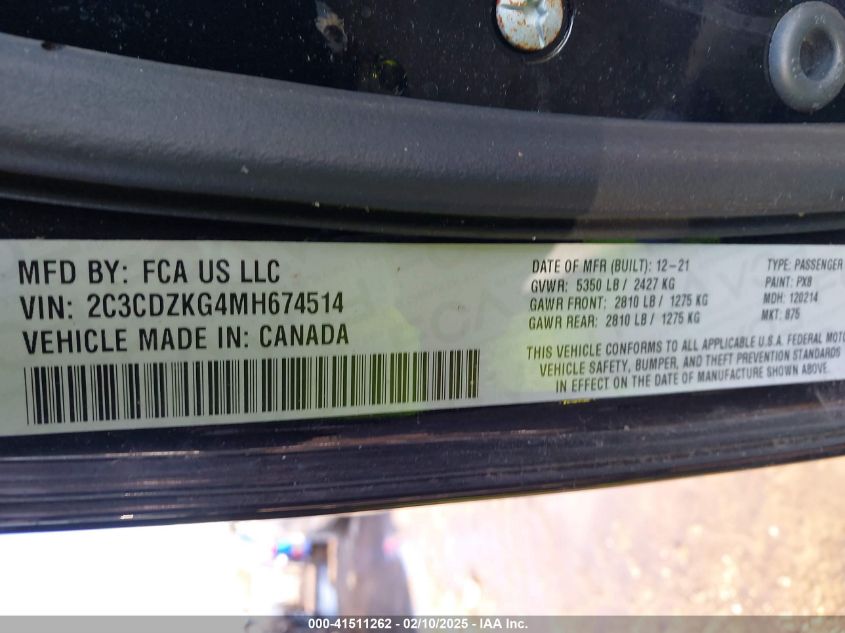 MFD BY: FCA US LLC
VIN: 2C3CDZKG4MH674514
VEHICLE MADE IN: CANADA
DATE OF MFR (BUILT): 12-21
GVWR: 5350 LB / 2427 KG
GAWR FRONT: 2810 LB / 1275 KG
GAWR REAR: 2810 LB / 1275 KG
TYPE: PASSENGER
PAINT: PX8
MDH: 120214
MKT: 875
THIS VEHICLE CONFORMS TO ALL APPLICABLE U.S.A. FEDERAL MOTO
VEHICLE SAFETY, BUMPER, AND THEFT PREVENTION STANDARDS
IN EFFECT ON THE DATE OF MANUFACTURE SHOWN ABOVE.
000-41511262 - 02/10/2025 - IAA Inc.